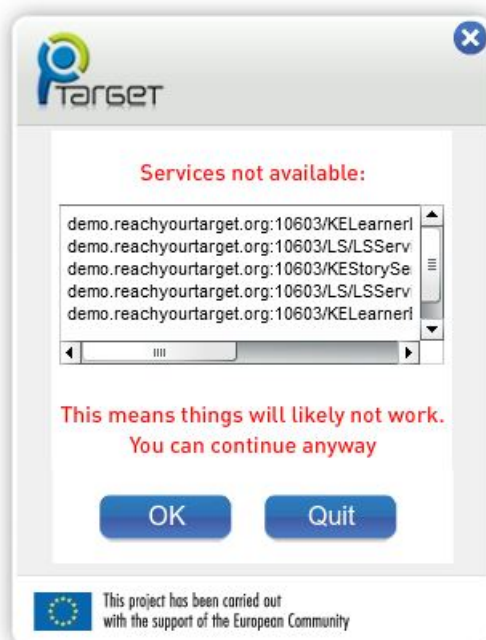 TARGET
Services not available:
demo.reachyourtarget.org:10603/KELearnerI
demo.reachyourtarget.org:10603/LS/LSServi
demo.reachyourtarget.org:10603/KEStorySe
demo.reachyourtarget.org:10603/LS/LSServi
demo.reachyourtarget.org:10603/KELearnerI
This means things will likely not work.
You can continue anyway
OK
Quit
This project has been carried out
with the support of the European Community